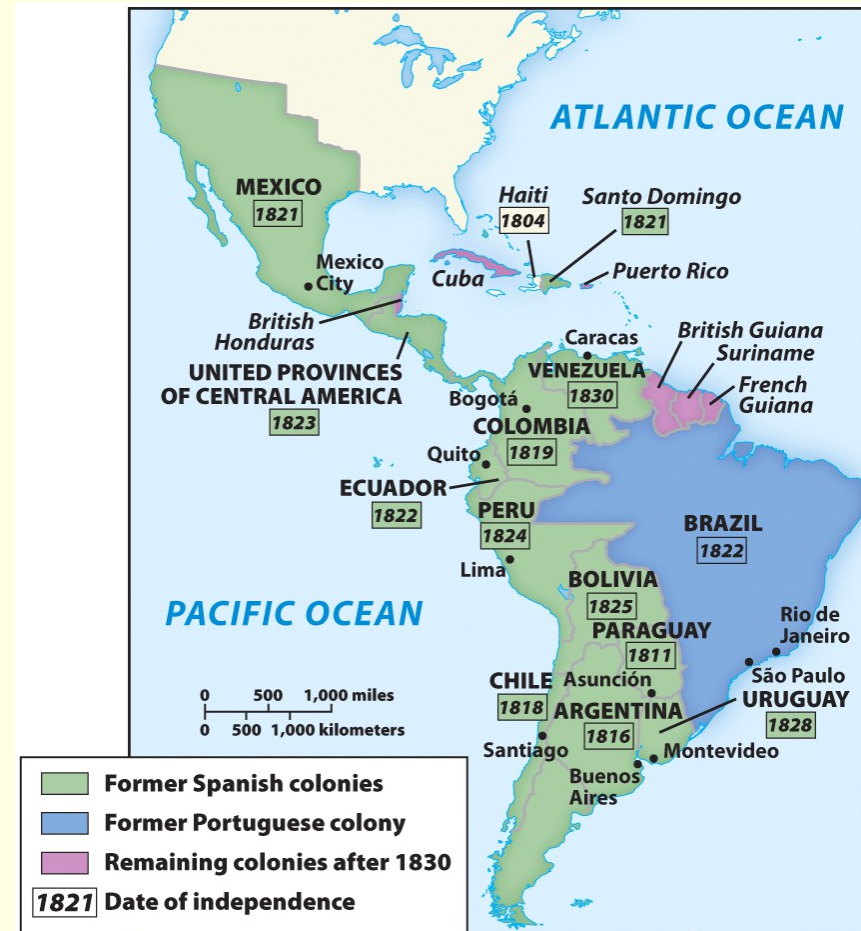 ATLANTIC OCEAN
MEXICO
1821
Haiti
1804
Santo Domingo
1821
Mexico
City
Cuba
Puerto Rico
British
Honduras
UNITED PROVINCES
OF CENTRAL AMERICA
1823
Caracas
VENEZUELA
1830
British Guiana
Suriname
French
Guiana
Bogotá
COLOMBIA
1819
Quito
ECUADOR
1822
PERU
1824
Lima
BRAZIL
1822
BOLIVIA
1825
PACIFIC OCEAN
PARAGUAY
1811
Rio de
Janeiro
São Paulo
Asunción
CHILE
1818
ARGENTINA
1816
URUGUAY
1828
Santiago
Montevideo
Buenos
Aires
0 500 1,000 miles
0 500 1,000 kilometers
Former Spanish colonies
Former Portuguese colony
Remaining colonies after 1830
1821 Date of independence